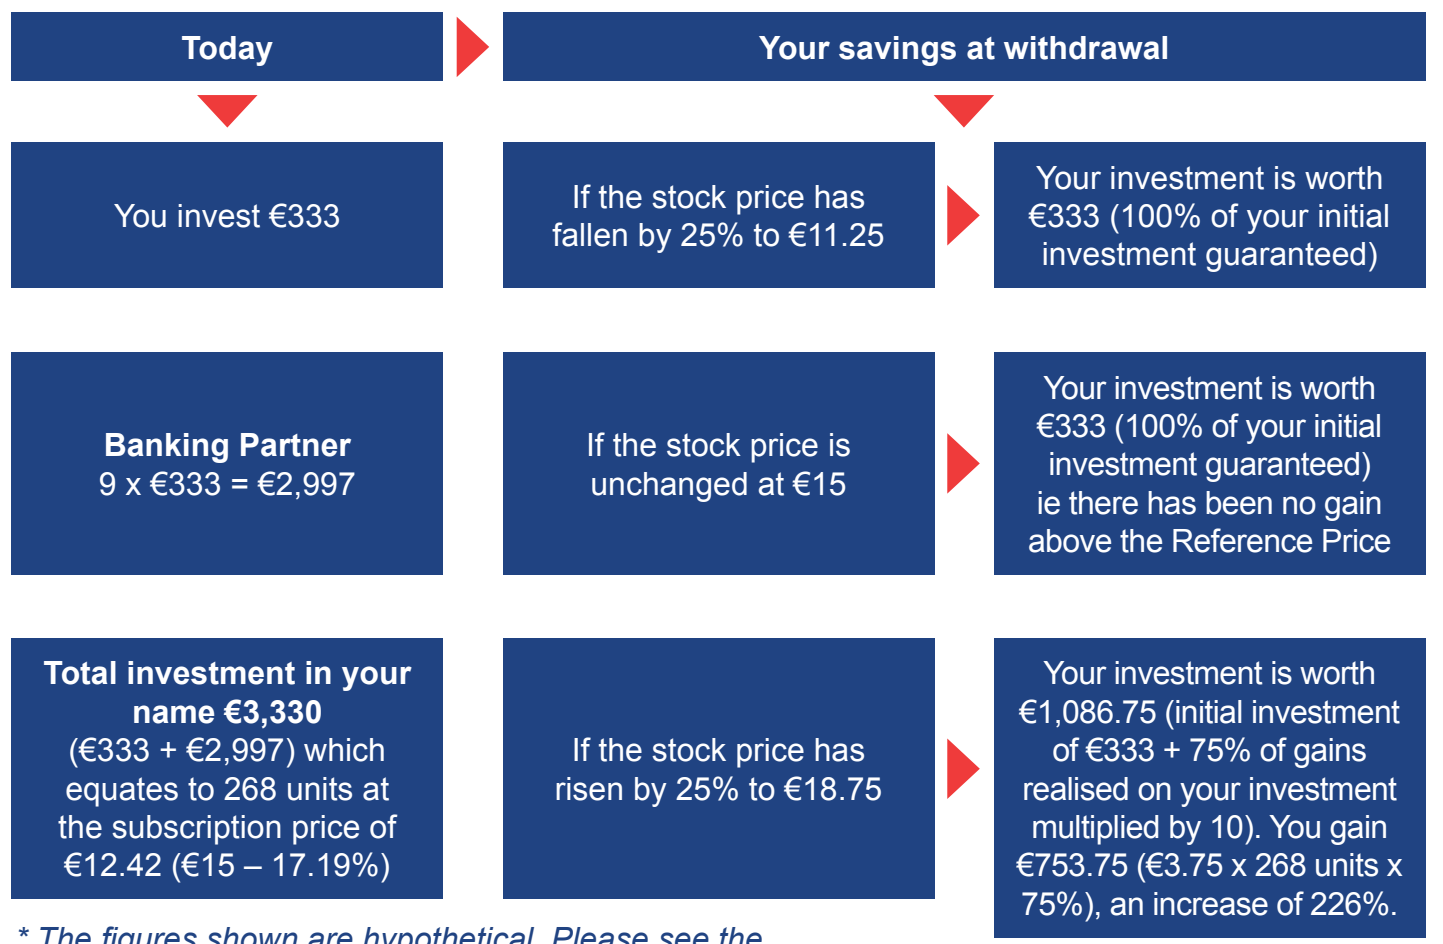 Today
Your savings at withdrawal
You invest €333
If the stock price has
fallen by 25% to €11.25
Your investment is worth
€333 (100% of your initial
investment guaranteed)
Banking Partner
9 x €333 = €2,997
If the stock price is
unchanged at €15
Your investment is worth
€333 (100% of your initial
investment guaranteed)
ie there has been no gain
above the Reference Price
Total investment in your
name €3,330
(€333 + €2,997) which
equates to 268 units at
the subscription price of
€12.42 (€15 – 17.19%)
If the stock price has
risen by 25% to €18.75
Your investment is worth
€1,086.75 (initial investment
of €333 + 75% of gains
realised on your investment
multiplied by 10). You gain
€753.75 (€3.75 x 268 units x
75%), an increase of 226%.
* The figures shown are hypothetical. Please see the